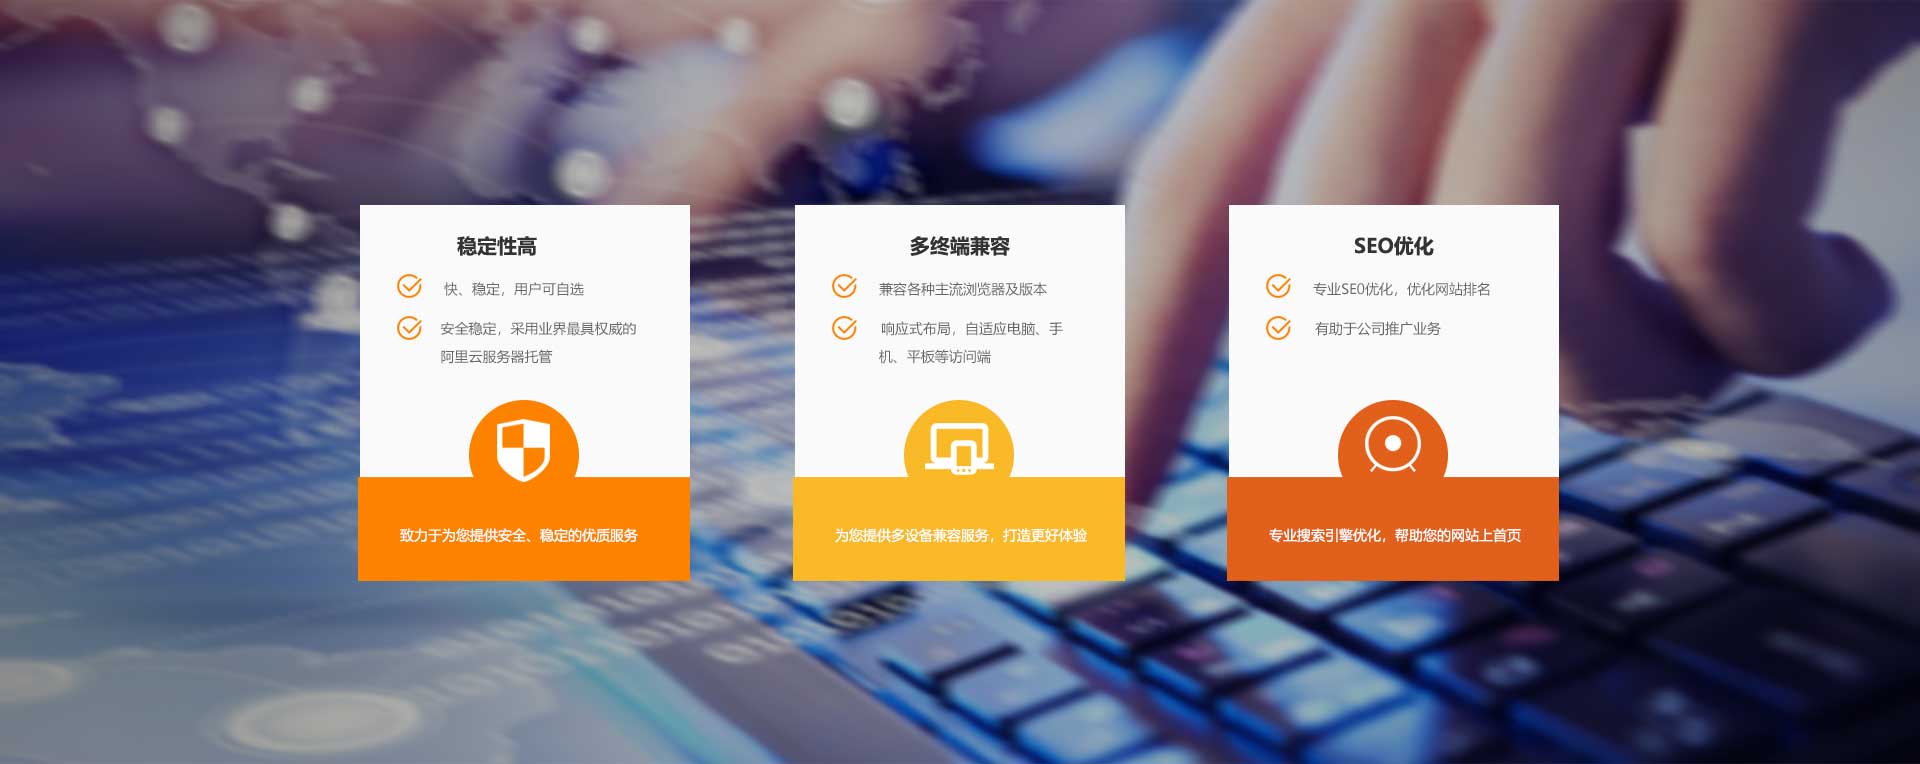 稳定性高
快、稳定，用户可自选
安全稳定，采用业界最具权威的
阿里云服务器托管
致力于为您提供安全、稳定的优质服务
多终端兼容
兼容各种主流浏览器及版本
响应式布局，自适应电脑、手
机、平板等访问端
为您提供多设备兼容服务，打造更好体验
SEO优化
专业SEO优化，优化网站排名
有助于公司推广业务
专业搜索引擎优化，帮助您的网站上首页